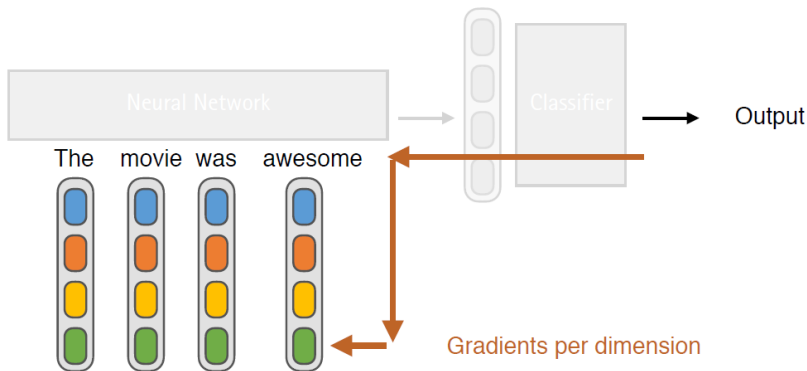 Neural Network
Classifier
Output
The movie was awesome
Gradients per dimension